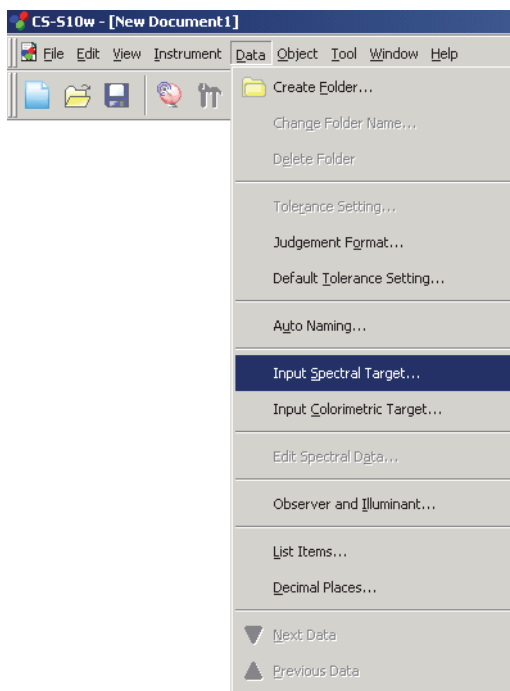 CS-S10w - [New Document1]
File Edit View Instrument Data Object Tool Window Help
Create Folder...
Change Folder Name...
Delete Folder
Tolerance Setting...
Judgement Format...
Default Tolerance Setting...
Auto Naming...
Input Spectral Target...
Input Colorimetric Target...
Edit Spectral Data...
Observer and Illuminant...
List Items...
Decimal Places...
Next Data
Previous Data